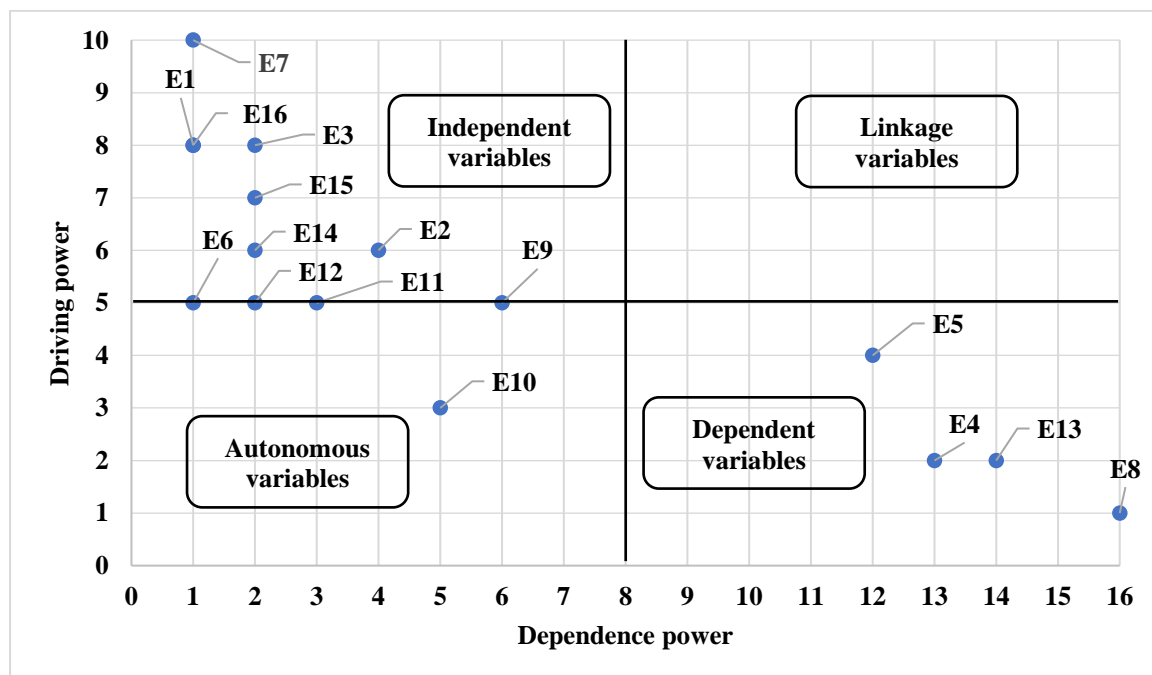 10
E7
E1
9
E16
E3
Independent
variables
Linkage
variables
8
7
E15
E6
E14
E2
E9
6
E12
E11
5
E5
4
E10
3
E4
E13
Dependent
variables
Autonomous
variables
2
E8
1
0
Driving power
0 1 2 3 4 5 6 7 8 9 10 11 12 13 14 15 16
Dependence power